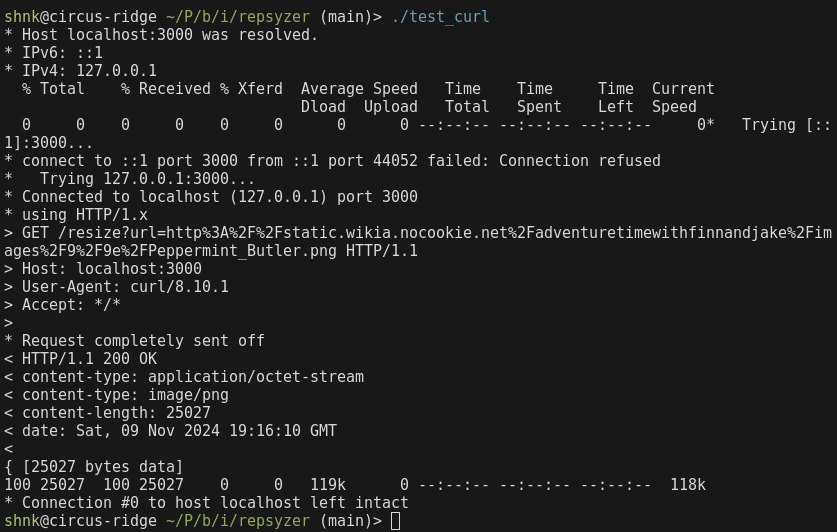 shnk@circus-ridge ~/P/b/i/repsyzer (main)> ./test_curl
* Host localhost:3000 was resolved.
* IPv6: ::1
* IPv4: 127.0.0.1
  % Total    % Received % Xferd  Average Speed   Time    Time     Time  Current
                                 Dload  Upload   Total   Spent    Left  Speed
  0     0    0     0    0     0      0      0 --:--:-- --:--:-- --:--:--     0*   Trying [::
1]:3000...
* connect to ::1 port 3000 from ::1 port 44052 failed: Connection refused
*   Trying 127.0.0.1:3000...
* Connected to localhost (127.0.0.1) port 3000
* using HTTP/1.x
> GET /resize?url=http%3A%2F%2Fstatic.wikia.nocookie.net%2Fadventuretimewithfinnandjake%2Fim
ages%2F9%2F9e%2FPeppermint_Butler.png HTTP/1.1
> Host: localhost:3000
> User-Agent: curl/8.10.1
> Accept: */*
>
* Request completely sent off
< HTTP/1.1 200 OK
< content-type: application/octet-stream
< content-type: image/png
< content-length: 25027
< date: Sat, 09 Nov 2024 19:16:10 GMT
<
{ [25027 bytes data]
100 25027  100 25027    0     0   119k      0 --:--:-- --:--:-- --:--:--  118k
* Connection #0 to host localhost left intact
shnk@circus-ridge ~/P/b/i/repsyzer (main)>